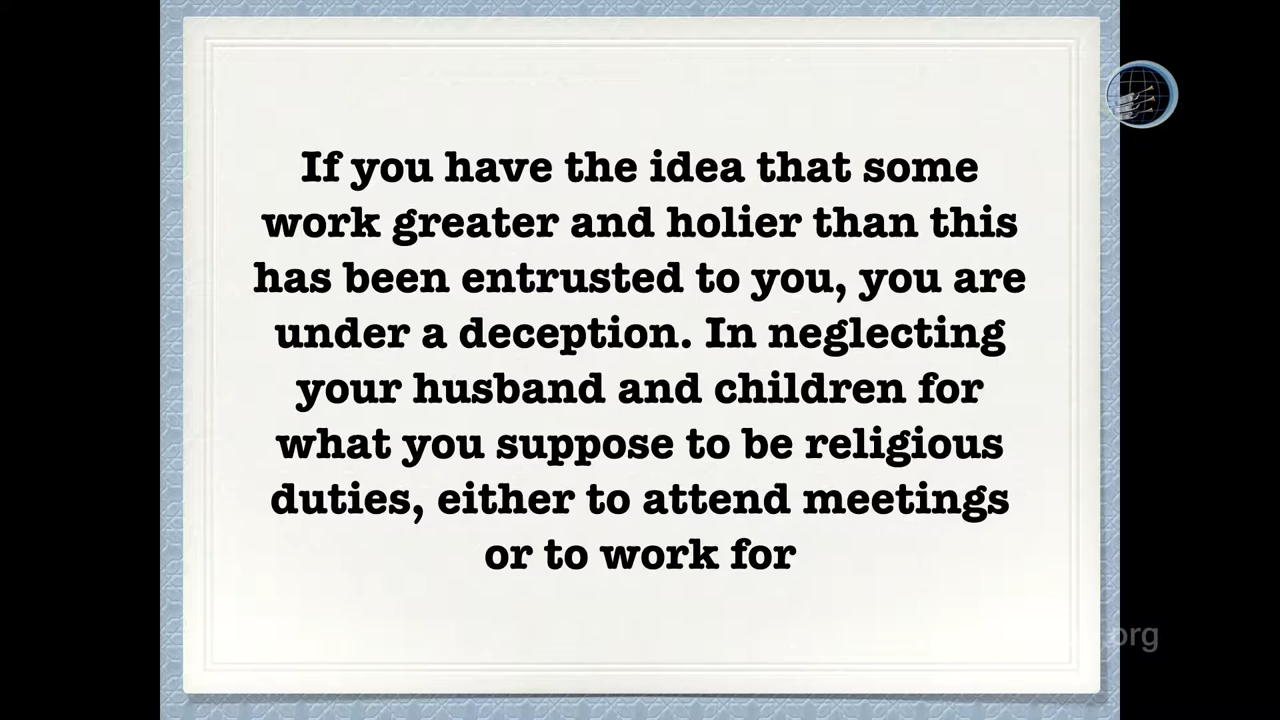 If you have the idea that some
work greater and holier than this
has been entrusted to you, you are
under a deception. In neglecting
your husband and children for
what you suppose to be religious
duties, either to attend meetings
or to work for
.org